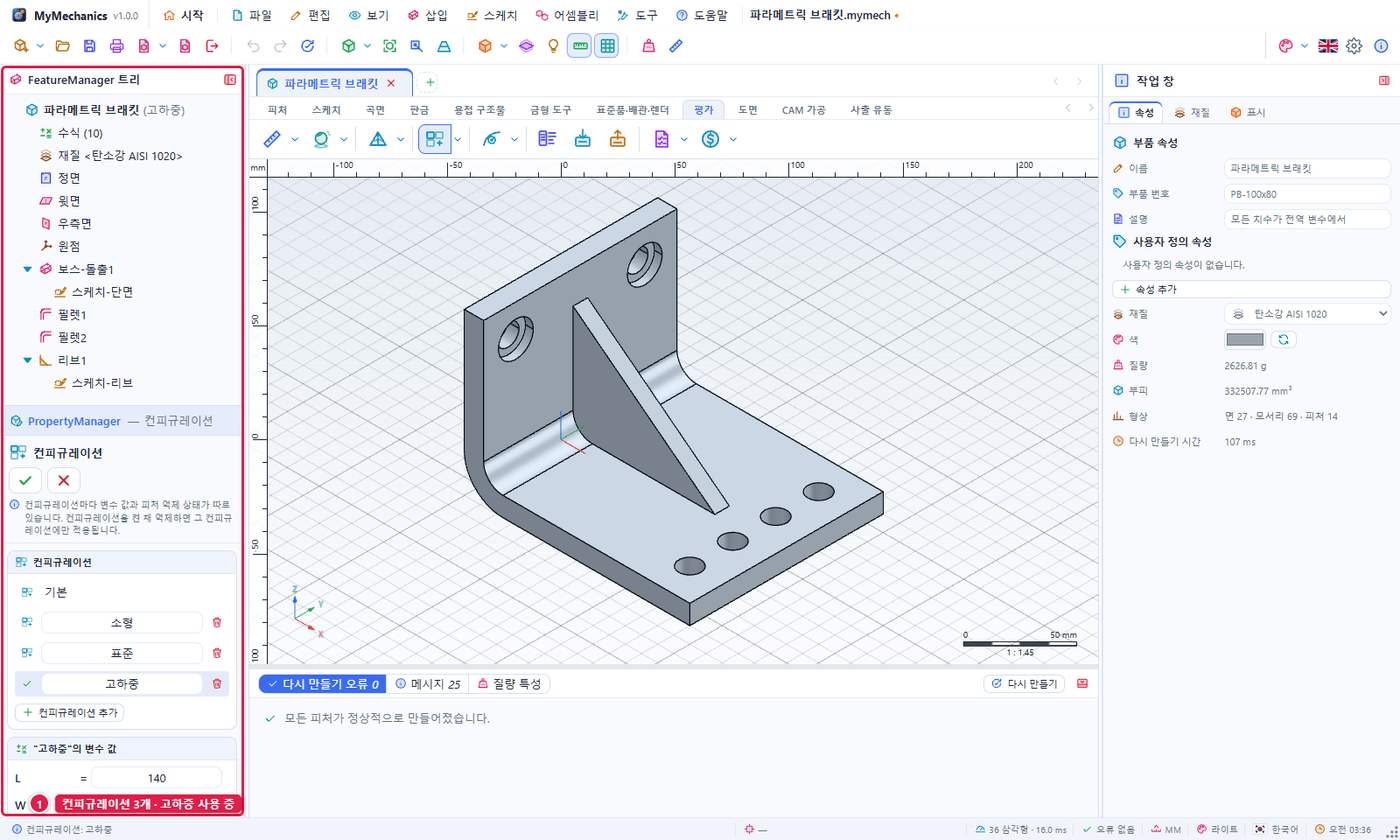 MyMechanics v1.0.0
시작
파일
편집
보기
삽입
스케치
어셈블리
도구
도움말
파라메트릭 브래킷.mymech
FeatureManager 트리
파라메트릭 브래킷 (고하중)
수식 (10)
재질 <탄소강 AISI 1020>
정면
윗면
우측면
원점
보스-돌출1
스케치-단면
필렛1
필렛2
리브1
스케치-리브
PropertyManager — 컨피규레이션
컨피규레이션
컨피규레이션마다 변수 값과 피처 억제 상태가 따로
있습니다. 컨피규레이션을 켠 채 억제하면 그 컨피규
레이션에만 적용됩니다.
컨피규레이션
기본
소형
표준
고하중
+ 컨피규레이션 추가
"고하중"의 변수 값
L = 140
W
1 컨피규레이션 3개 · 고하중 사용 중
파라메트릭 브래킷
피처
스케치
곡면
판금
용접 구조물
금형 도구
표준품·배관·렌더
평가
도면
CAM 가공
사출 유동
mm
-100
-50
0
50
100
150
200
100
50
0
50
100
Z
Y
X
0 50 mm
1 : 1.45
다시 만들기 오류 0
메시지 25
질량 특성
다시 만들기
모든 피처가 정상적으로 만들어졌습니다.
작업 창
속성
재질
표시
부품 속성
이름 파라메트릭 브래킷
부품 번호 PB-100x80
설명 모든 치수가 전역 변수에서
사용자 정의 속성
사용자 정의 속성이 없습니다.
+ 속성 추가
재질 탄소강 AISI 1020
색
질량 2626.81 g
부피 332507.77 mm³
형상 면 27 · 모서리 69 · 피처 14
다시 만들기 시간 107 ms
컨피규레이션: 고하중
—
36 삼각형 · 16.0 ms
오류 없음
MM
라이트
한국어
오전 03:36